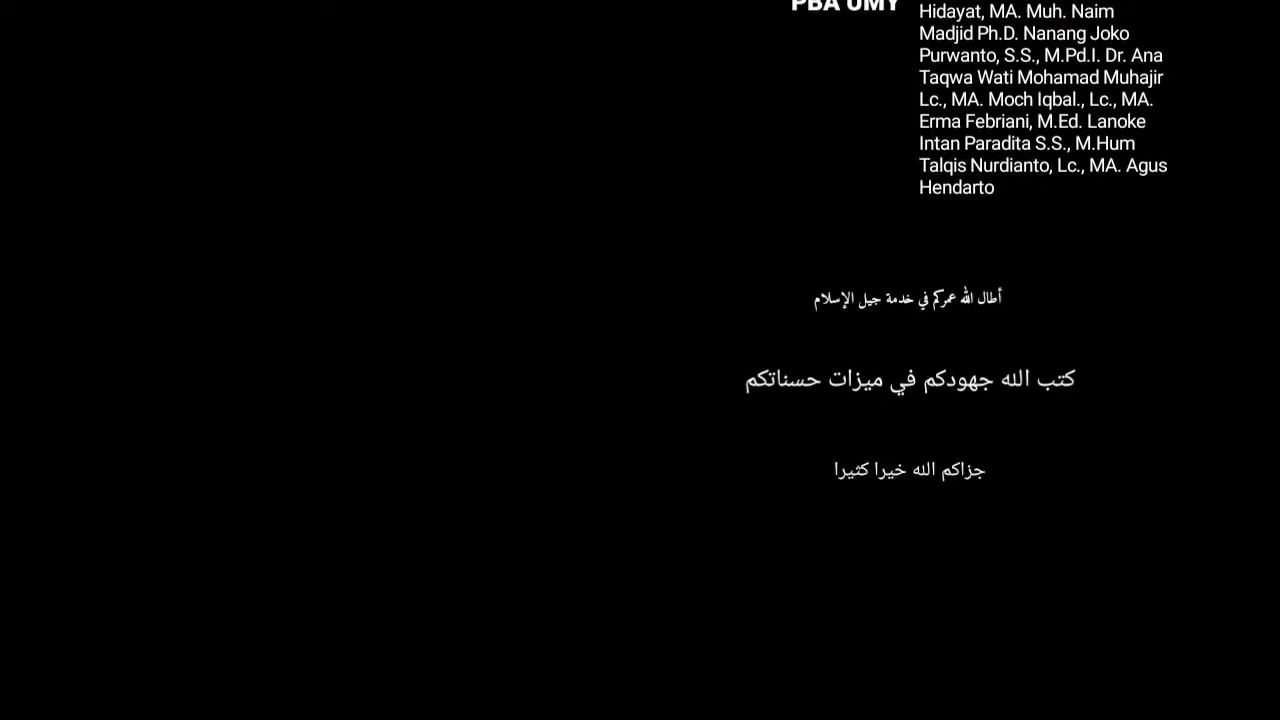 PBA UMY
Hidayat, MA. Muh. Naim
Madjid Ph.D. Nanang Joko
Purwanto, S.S., M.Pd.I. Dr. Ana
Taqwa Wati Mohamad Muhajir
Lc., MA. Moch Iqbal., Lc., MA.
Erma Febriani, M.Ed. Lanoke
Intan Paradita S.S., M.Hum
Talqis Nurdianto, Lc., MA. Agus
Hendarto
أطال الله عمركم في خدمة جيل الإسلام
كتب الله جهودكم في ميزات حسناتكم
جزاكم الله خيرا كثيرا